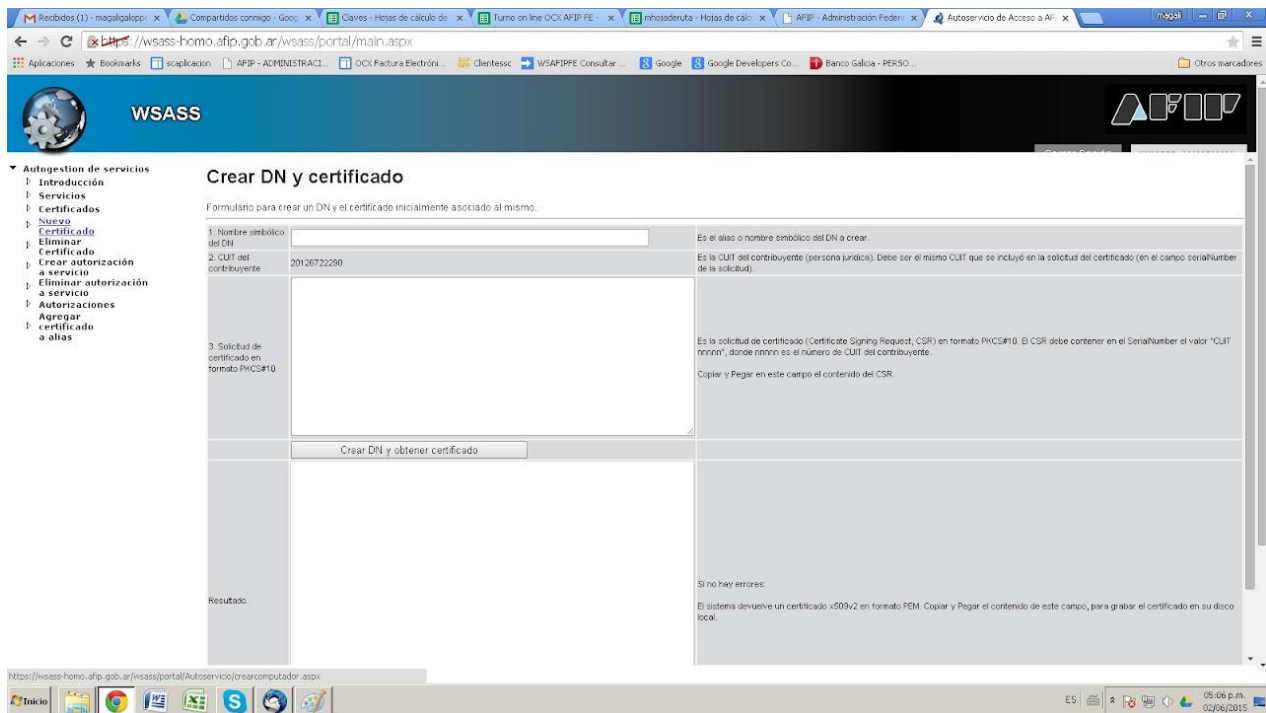 Recibidos (1) - magaligalopp
Compartidos conmigo - Goog
Claves - Hojas de cálculo de
Turno on line OCX AFIP FE -
mhojaderuta - Hojas de cálc
AFIP - Administración Feder
Autoservicio de Acceso a AP
magali
https://wsass-homo.afip.gob.ar/wsass/portal/main.aspx
Aplicaciones
Bookmarks
scaplicacion
AFIP - ADMINISTRACI...
OCX Factura Electróni...
Clientessc
WSAFIPFE Consultar ...
Google
Google Developers Co...
Banco Galicia - PERSO...
Otros marcadores
WSASS
AFIP
Autogestion de servicios
Introducción
Servicios
Certificados
Nuevo
Certificado
Eliminar
Certificado
Crear autorización
a servicio
Eliminar autorización
a servicio
Autorizaciones
Agregar
certificado
a alias
Crear DN y certificado
Formulario para crear un DN y el certificado inicialmente asociado al mismo.
1. Nombre simbólico
del DN
Es el alias o nombre simbólico del DN a crear.
2. CUIT del
contribuyente
20126722290
Es la CUIT del contribuyente (persona jurídica). Debe ser el mismo CUIT que se incluyó en la solicitud del certificado (en el campo serialNumber
de la solicitud).
3. Solicitud de
certificado en
formato PKCS#10
Es la solicitud de certificado (Certificate Signing Request, CSR) en formato PKCS#10. El CSR debe contener en el SerialNumber el valor "CUIT
nnnnn", donde nnnnn es el número de CUIT del contribuyente.
Copiar y Pegar en este campo el contenido del CSR.
Crear DN y obtener certificado
Resultado
Si no hay errores:
El sistema devuelve un certificado x509v2 en formato PEM. Copiar y Pegar el contenido de este campo, para grabar el certificado en su disco
local.
https://wsass-homo.afip.gob.ar/wsass/portal/Autoservicio/crearcomputador.aspx
Inicio
ES
05:06 p.m.
02/06/2015